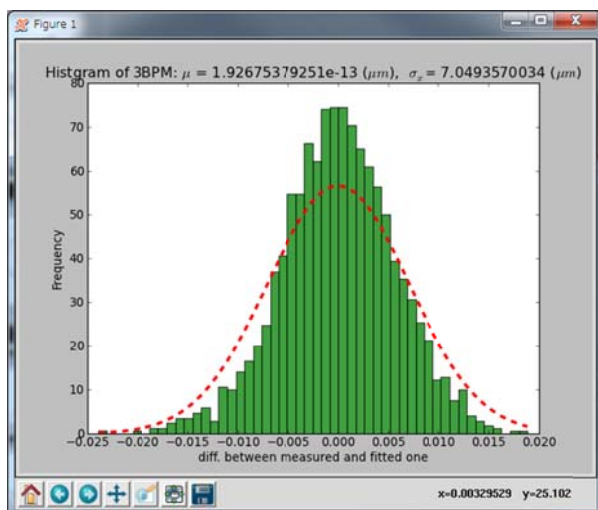 Figure 1
Histgram of 3BPM: μ = 1.92675379251e-13 (μm), σₓ = 7.0493570034 (μm)
80
70
60
50
40
30
20
10
0
Frequency
−0.025 −0.020 −0.015 −0.010 −0.005 0.000 0.005 0.010 0.015 0.020
diff. between measured and fitted one
x=0.00329529 y=25.102